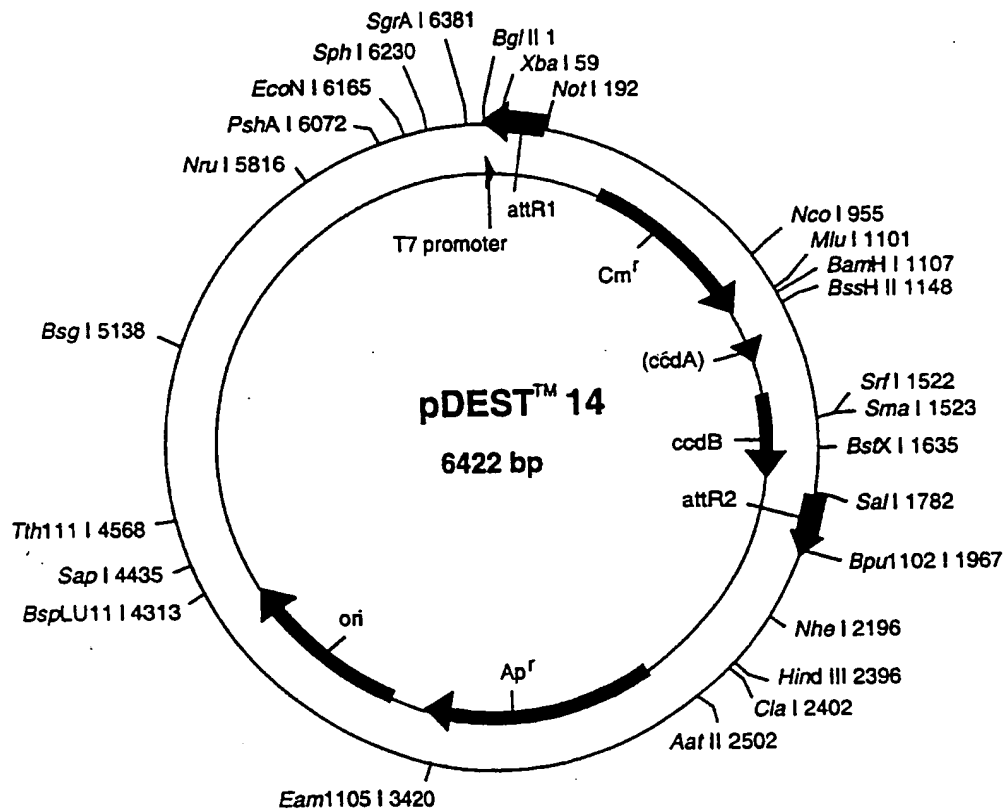 SgrA I 6381
Bgl II 1
Sph I 6230
Xba I 59
EcoN I 6165
Not I 192
PshA I 6072
Nru I 5816
attR1
T7 promoter
Nco I 955
Mlu I 1101
BamH I 1107
BssH II 1148
Cmr
Bsg I 5138
(ccdA)
pDEST™ 14
6422 bp
Srf I 1522
Sma I 1523
ccdB
BstX I 1635
attR2
Sal I 1782
Tth111 I 4568
Bpu1102 I 1967
Sap I 4435
BspLU11 I 4313
ori
Nhe I 2196
Apr
Hind III 2396
Cla I 2402
Aat II 2502
Eam1105 I 3420